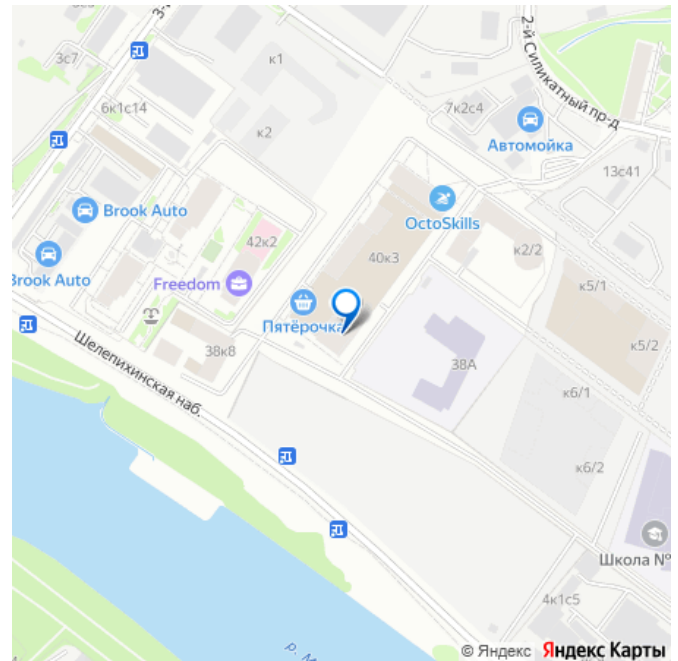 3с7
к1
6к1с14
к2
7к2с4
2-й Силикатный пр-д
Автомойка
13с41
Brook Auto
OctoSkills
42к2
40к3
к2/2
Brook Auto
Freedom
к5/1
Пятёрочка
38к8
38А
к5/2
Шелепихинская наб.
к6/1
к6/2
Школа №
4к1с5
р. М
© Яндекс Яндекс Карты